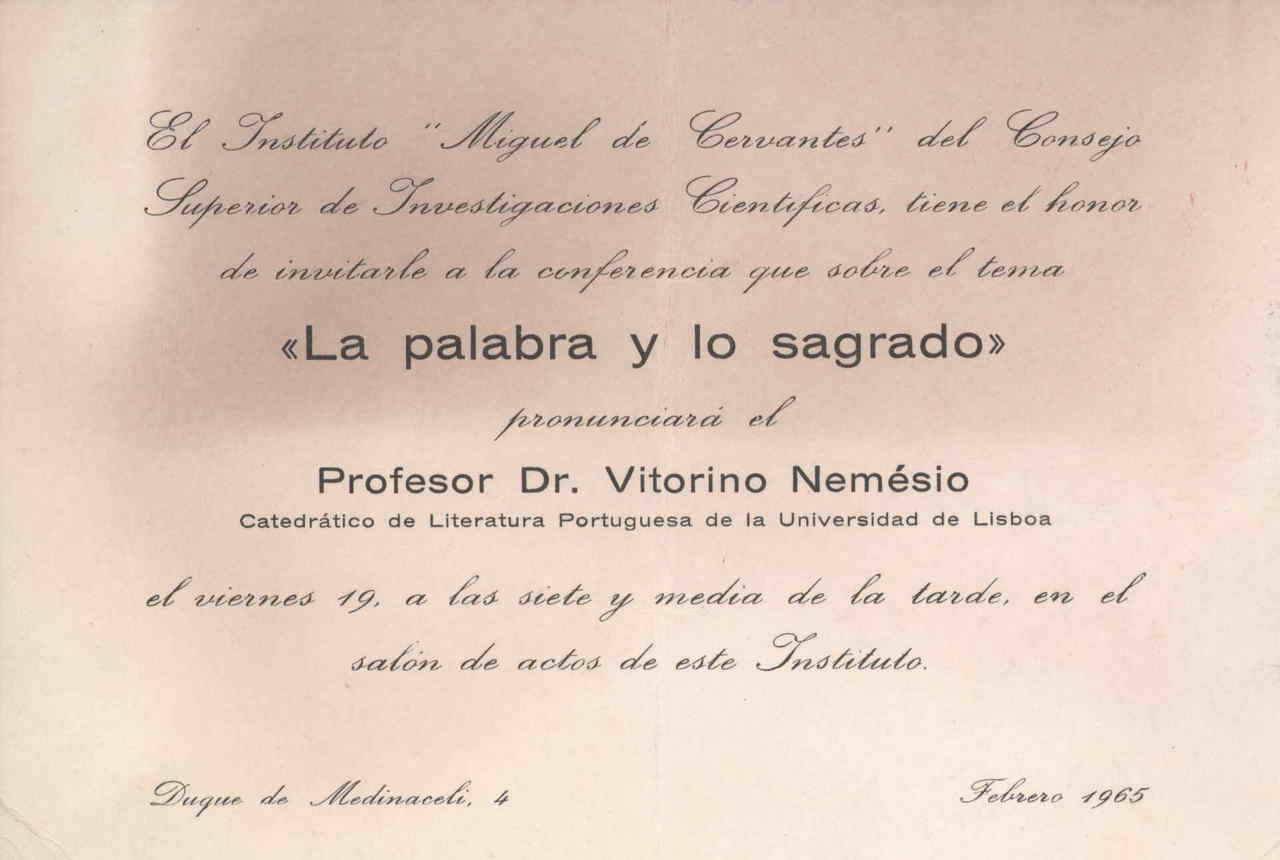 El Instituto "Miguel de Cervantes" del Consejo
Superior de Investigaciones Científicas, tiene el honor
de invitarle a la conferencia que sobre el tema
«La palabra y lo sagrado»
pronunciará el
Profesor Dr. Vitorino Nemésio
Catedrático de Literatura Portuguesa de la Universidad de Lisboa
el viernes 19, a las siete y media de la tarde, en el
salón de actos de este Instituto.
Duque de Medinaceli, 4
Febrero 1965